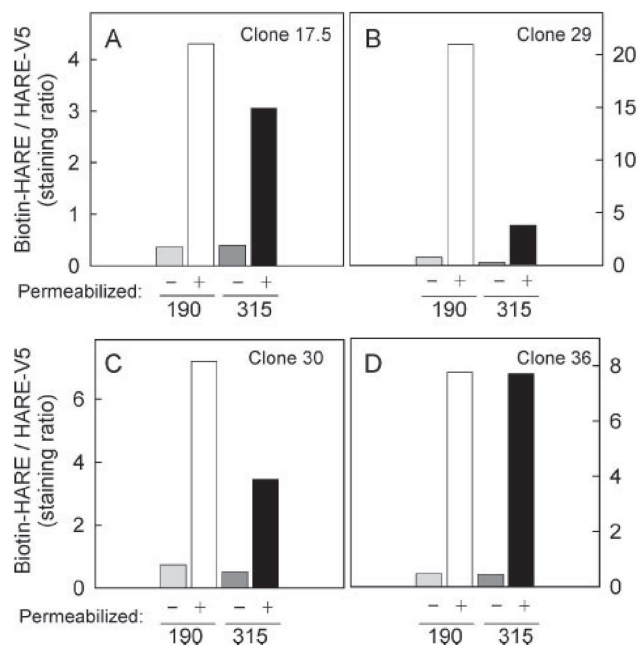 A Clone 17.5
B Clone 29
Biotin-HARE / HARE-V5
(staining ratio)
4
3
2
1
0
20
15
10
5
0
Permeabilized: − + − + − + − +
190 315 190 315
C Clone 30
D Clone 36
Biotin-HARE / HARE-V5
(staining ratio)
6
4
2
0
8
6
4
2
0
Permeabilized: − + − + − + − +
190 315 190 315